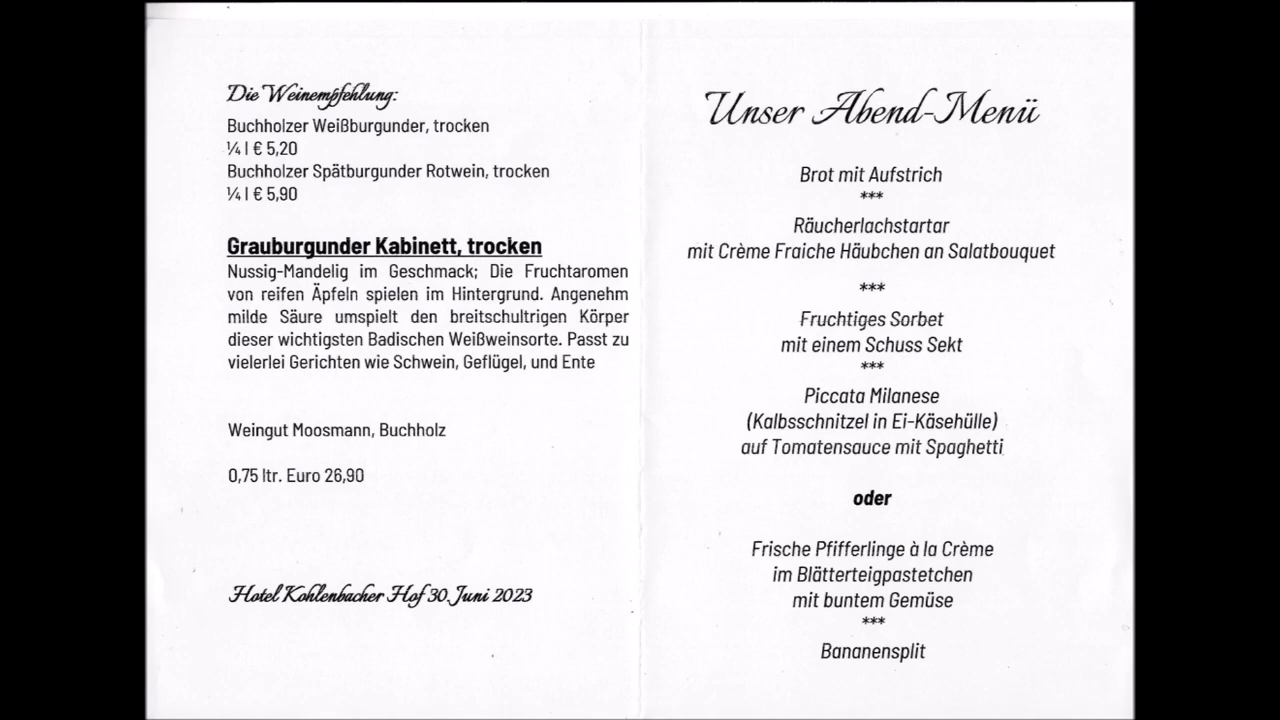 Die Weinempfehlung:
Buchholzer Weißburgunder, trocken
¼ l € 5,20
Buchholzer Spätburgunder Rotwein, trocken
¼ l € 5,90
Grauburgunder Kabinett, trocken
Nussig-Mandelig im Geschmack; Die Fruchtaromen
von reifen Äpfeln spielen im Hintergrund. Angenehm
milde Säure umspielt den breitschultrigen Körper
dieser wichtigsten Badischen Weißweinsorte. Passt zu
vielerlei Gerichten wie Schwein, Geflügel, und Ente
Weingut Moosmann, Buchholz
0,75 ltr. Euro 26,90
Hotel Kohlenbacher Hof 30. Juni 2023
Unser Abend-Menü
Brot mit Aufstrich
***
Räucherlachstartar
mit Crème Fraiche Häubchen an Salatbouquet
***
Fruchtiges Sorbet
mit einem Schuss Sekt
***
Piccata Milanese
(Kalbsschnitzel in Ei-Käsehülle)
auf Tomatensauce mit Spaghetti
oder
Frische Pfifferlinge à la Crème
im Blätterteigpastetchen
mit buntem Gemüse
***
Bananensplit